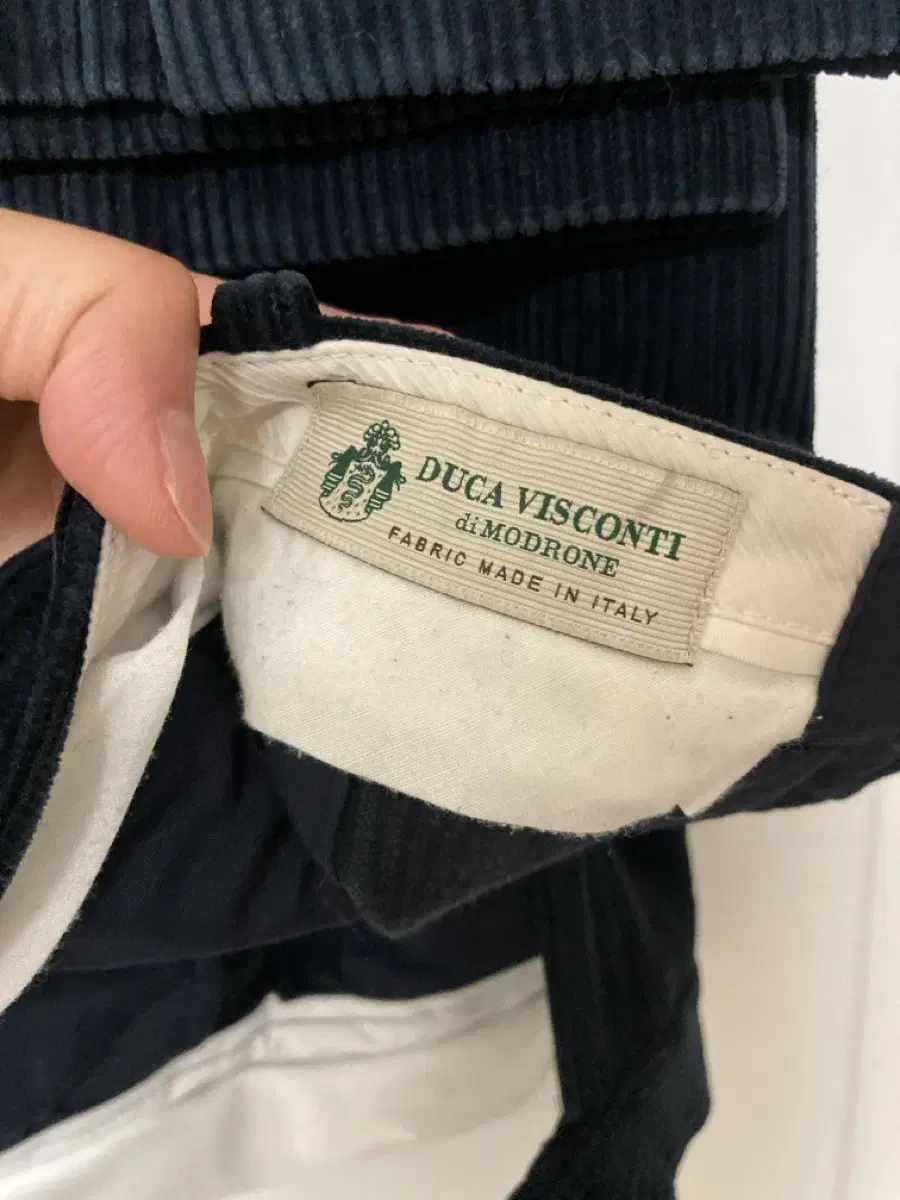 DUCA VISCONTI
di MODRONE
FABRIC MADE IN ITALY